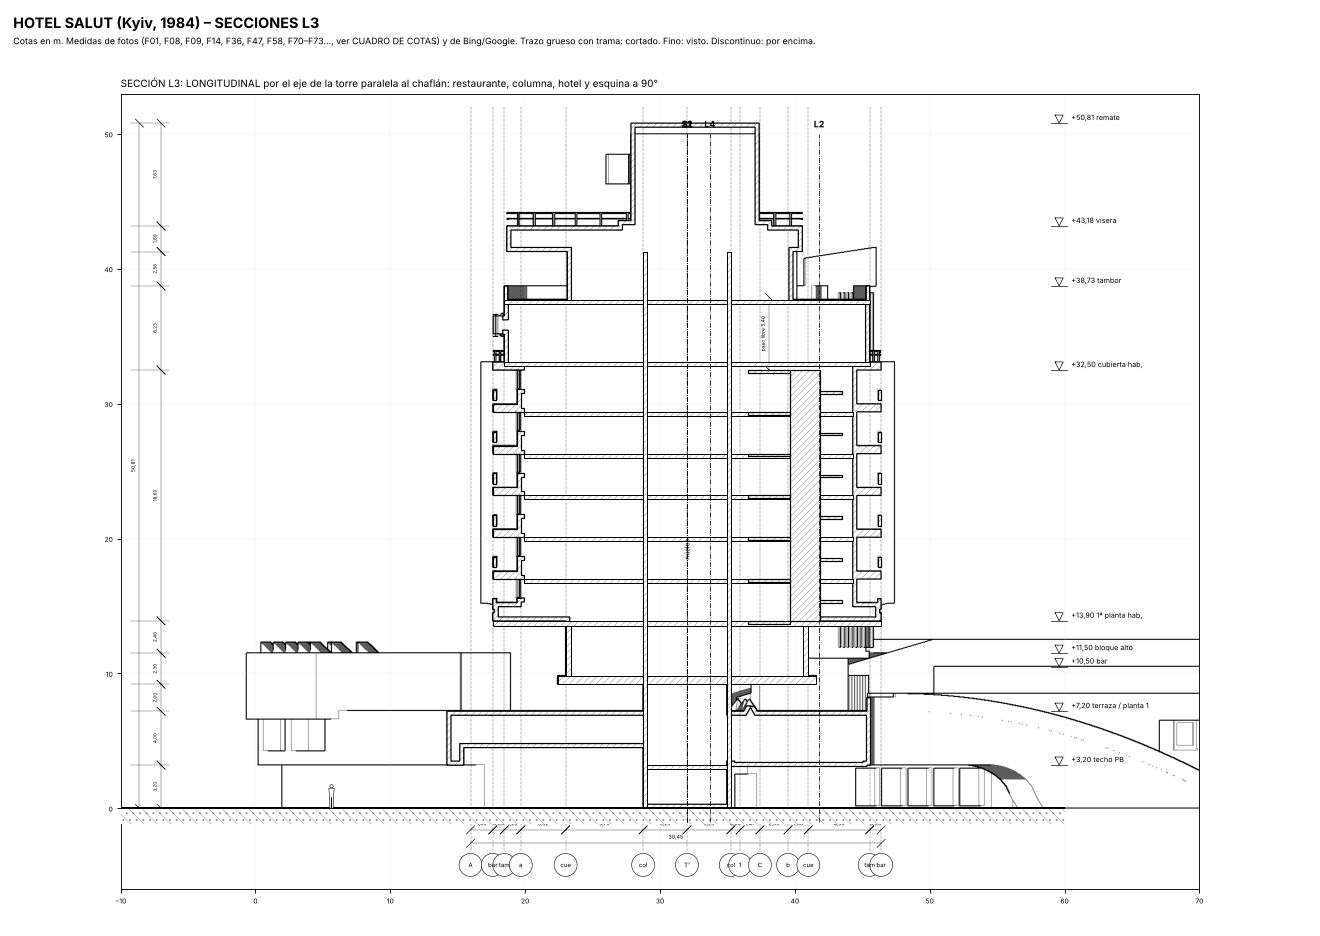 HOTEL SALUT (Kyiv, 1984) – SECCIONES L3
Cotas en m. Medidas de fotos (F01, F08, F09, F14, F36, F47, F58, F70–F73..., ver CUADRO DE COTAS) y de Bing/Google. Trazo grueso con trama: cortado. Fino: visto. Discontinuo: por encima.
SECCIÓN L3: LONGITUDINAL por el eje de la torre paralela al chaflán: restaurante, columna, hotel y esquina a 90°
L4
L2
+50,81 remate
+43,18 visera
+38,73 tambor
+32,50 cubierta hab,
+13,90 1ª planta hab,
+11,50 bloque alto
+10,50 bar
+7,20 terraza / planta 1
+3,20 techo PB
50
40
30
20
10
0
7,63
1,89
2,56
6,23
18,60
2,40
2,30
2,00
4,00
3,20
50,81
paso libre 5,40
30,45
A
bar
tam
a
cue
col
T'
col
1
C
b
cue
tam
bar
−10
0
10
20
30
40
50
60
70